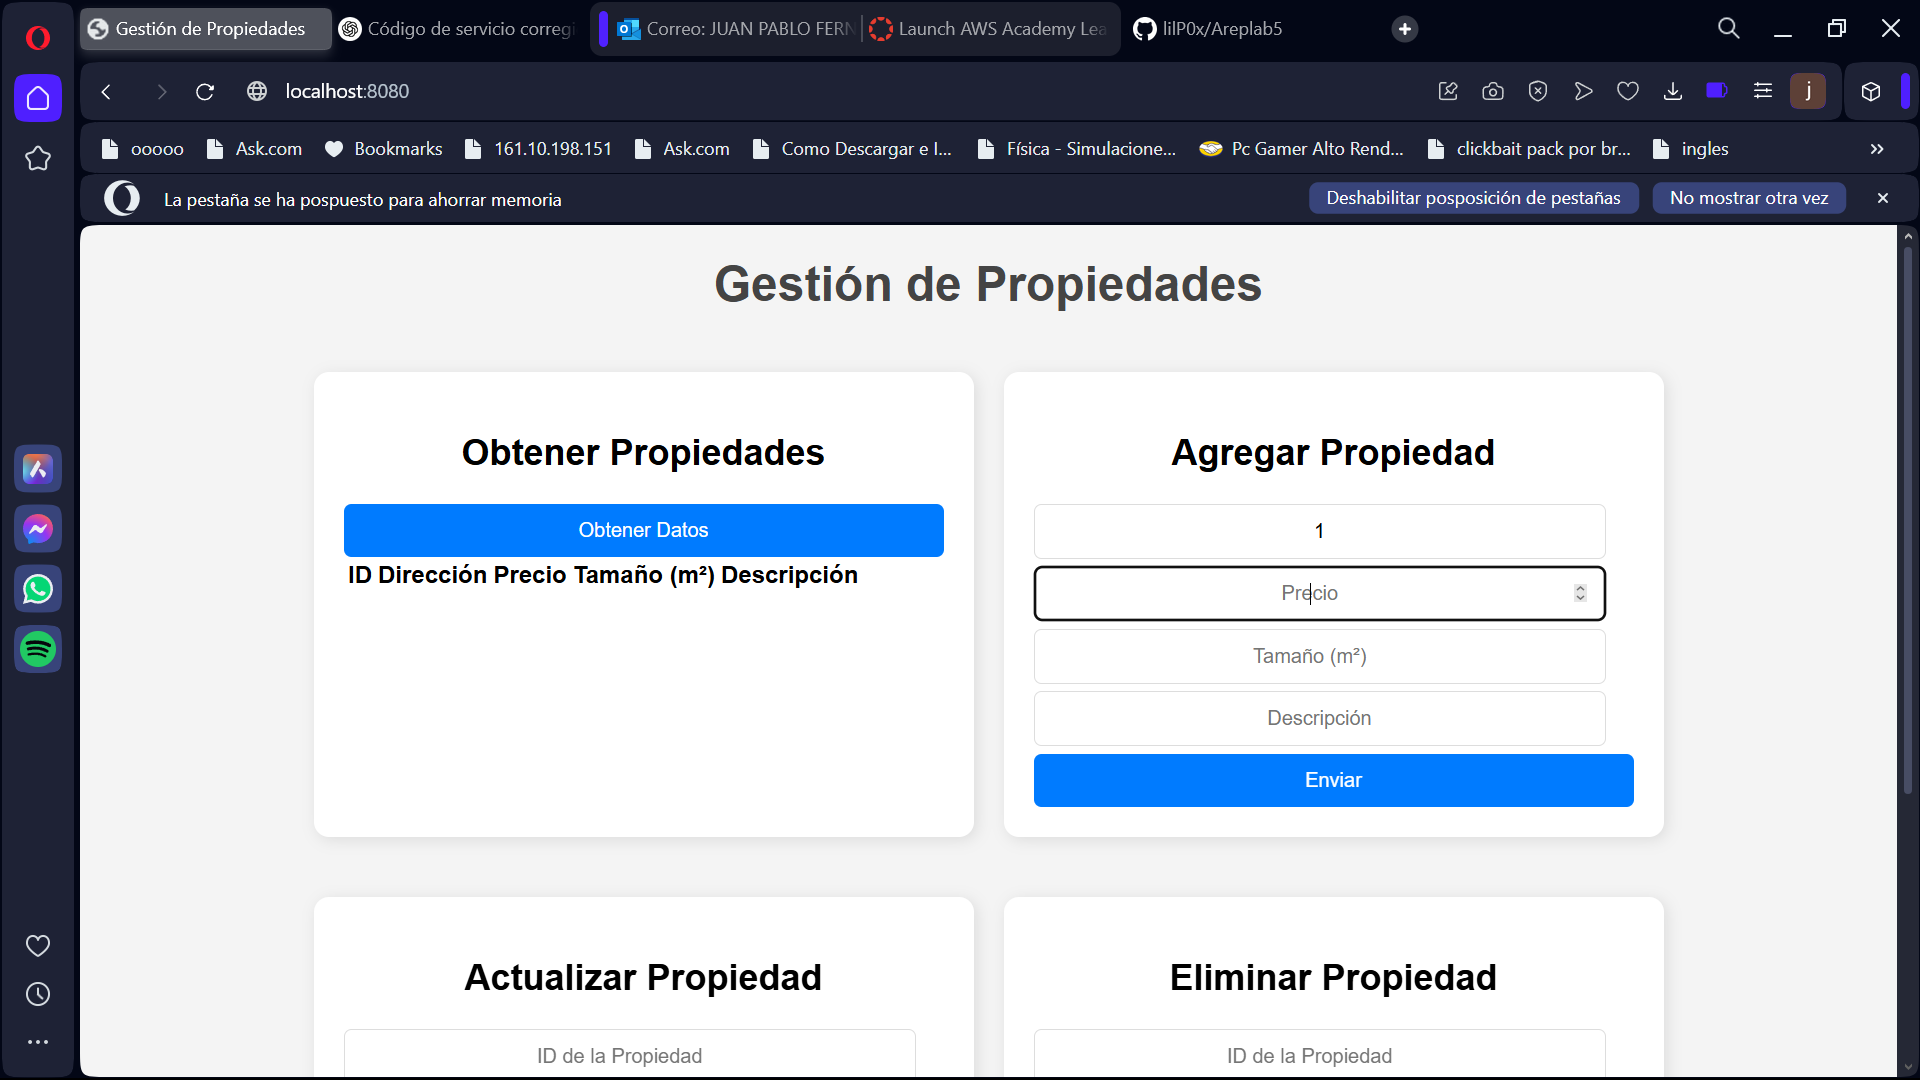 Gestión de Propiedades
Código de servicio corregi
Correo: JUAN PABLO FERN
Launch AWS Academy Lea
lilP0x/Areplab5
localhost:8080
j
ooooo
Ask.com
Bookmarks
161.10.198.151
Ask.com
Como Descargar e I...
Física - Simulacione...
Pc Gamer Alto Rend...
clickbait pack por br...
ingles
La pestaña se ha pospuesto para ahorrar memoria
Deshabilitar posposición de pestañas
No mostrar otra vez
Gestión de Propiedades
Obtener Propiedades
Obtener Datos
ID Dirección Precio Tamaño (m²) Descripción
Agregar Propiedad
1
Precio
Tamaño (m²)
Descripción
Enviar
Actualizar Propiedad
ID de la Propiedad
Eliminar Propiedad
ID de la Propiedad